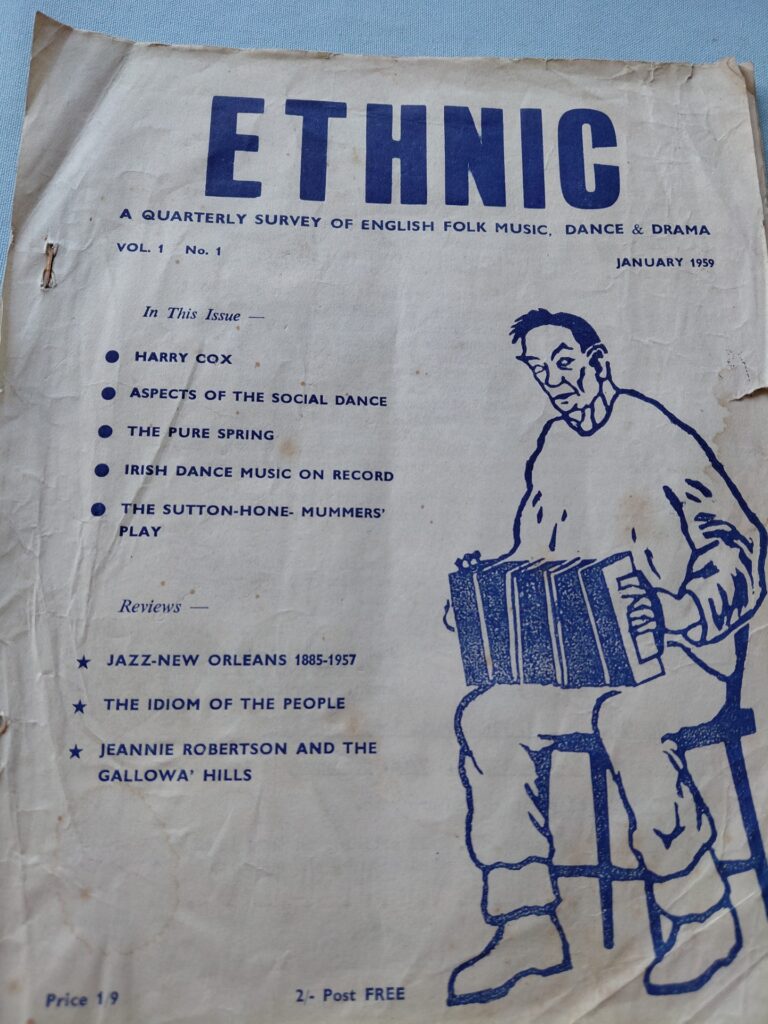 ETHNIC
A QUARTERLY SURVEY OF ENGLISH FOLK MUSIC, DANCE & DRAMA
VOL. 1 No. 1
JANUARY 1959
In This Issue —
● HARRY COX
● ASPECTS OF THE SOCIAL DANCE
● THE PURE SPRING
● IRISH DANCE MUSIC ON RECORD
● THE SUTTON-HONE- MUMMERS'
PLAY
Reviews —
★ JAZZ-NEW ORLEANS 1885-1957
★ THE IDIOM OF THE PEOPLE
★ JEANNIE ROBERTSON AND THE
GALLOWA' HILLS
Price 1/9
2/- Post FREE